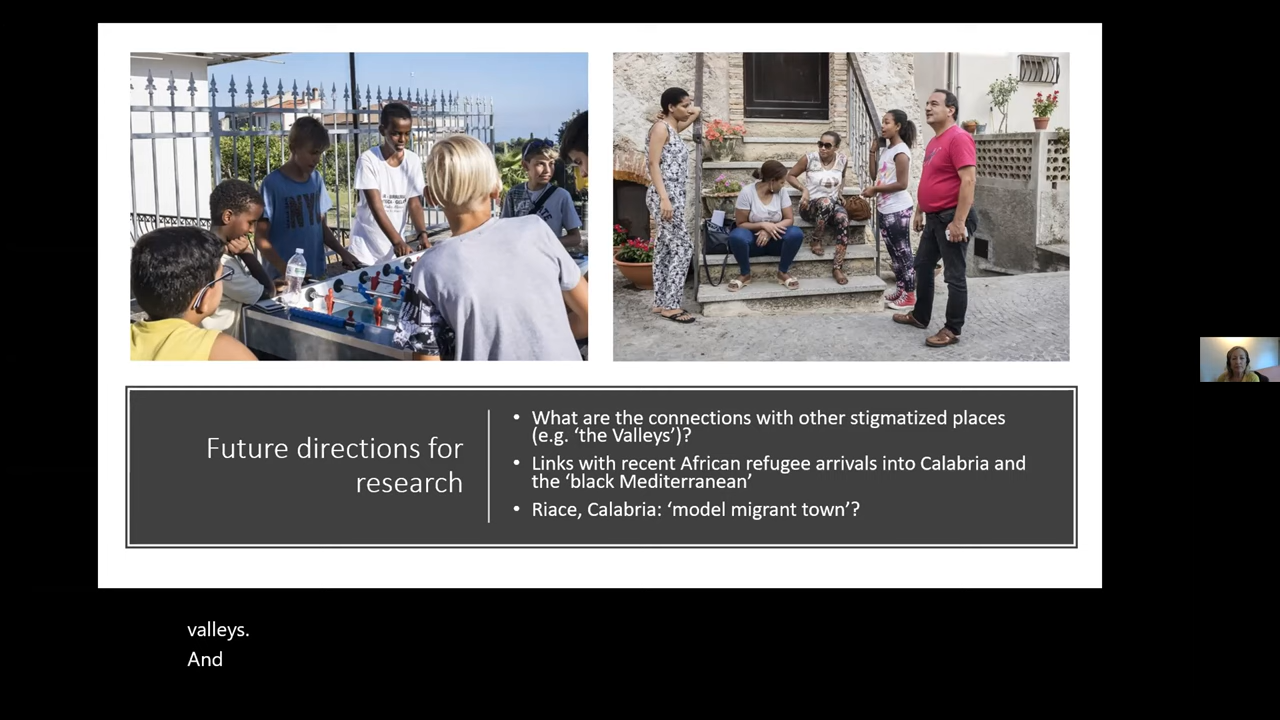 NY
Future directions for
research
• What are the connections with other stigmatized places
(e.g. ‘the Valleys’)?
• Links with recent African refugee arrivals into Calabria and
the ‘black Mediterranean’
• Riace, Calabria: ‘model migrant town’?
valleys.
And